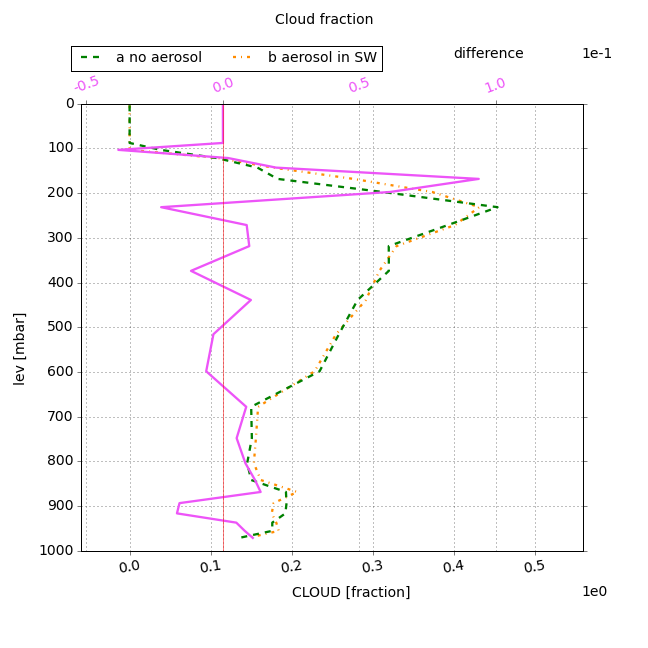 Cloud fraction
a no aerosol b aerosol in SW difference 1e-1
-0.5 0.0 0.5 1.0
0
100
200
300
400
500
600
700
800
900
1000
lev [mbar]
0.0 0.1 0.2 0.3 0.4 0.5
CLOUD [fraction] 1e0